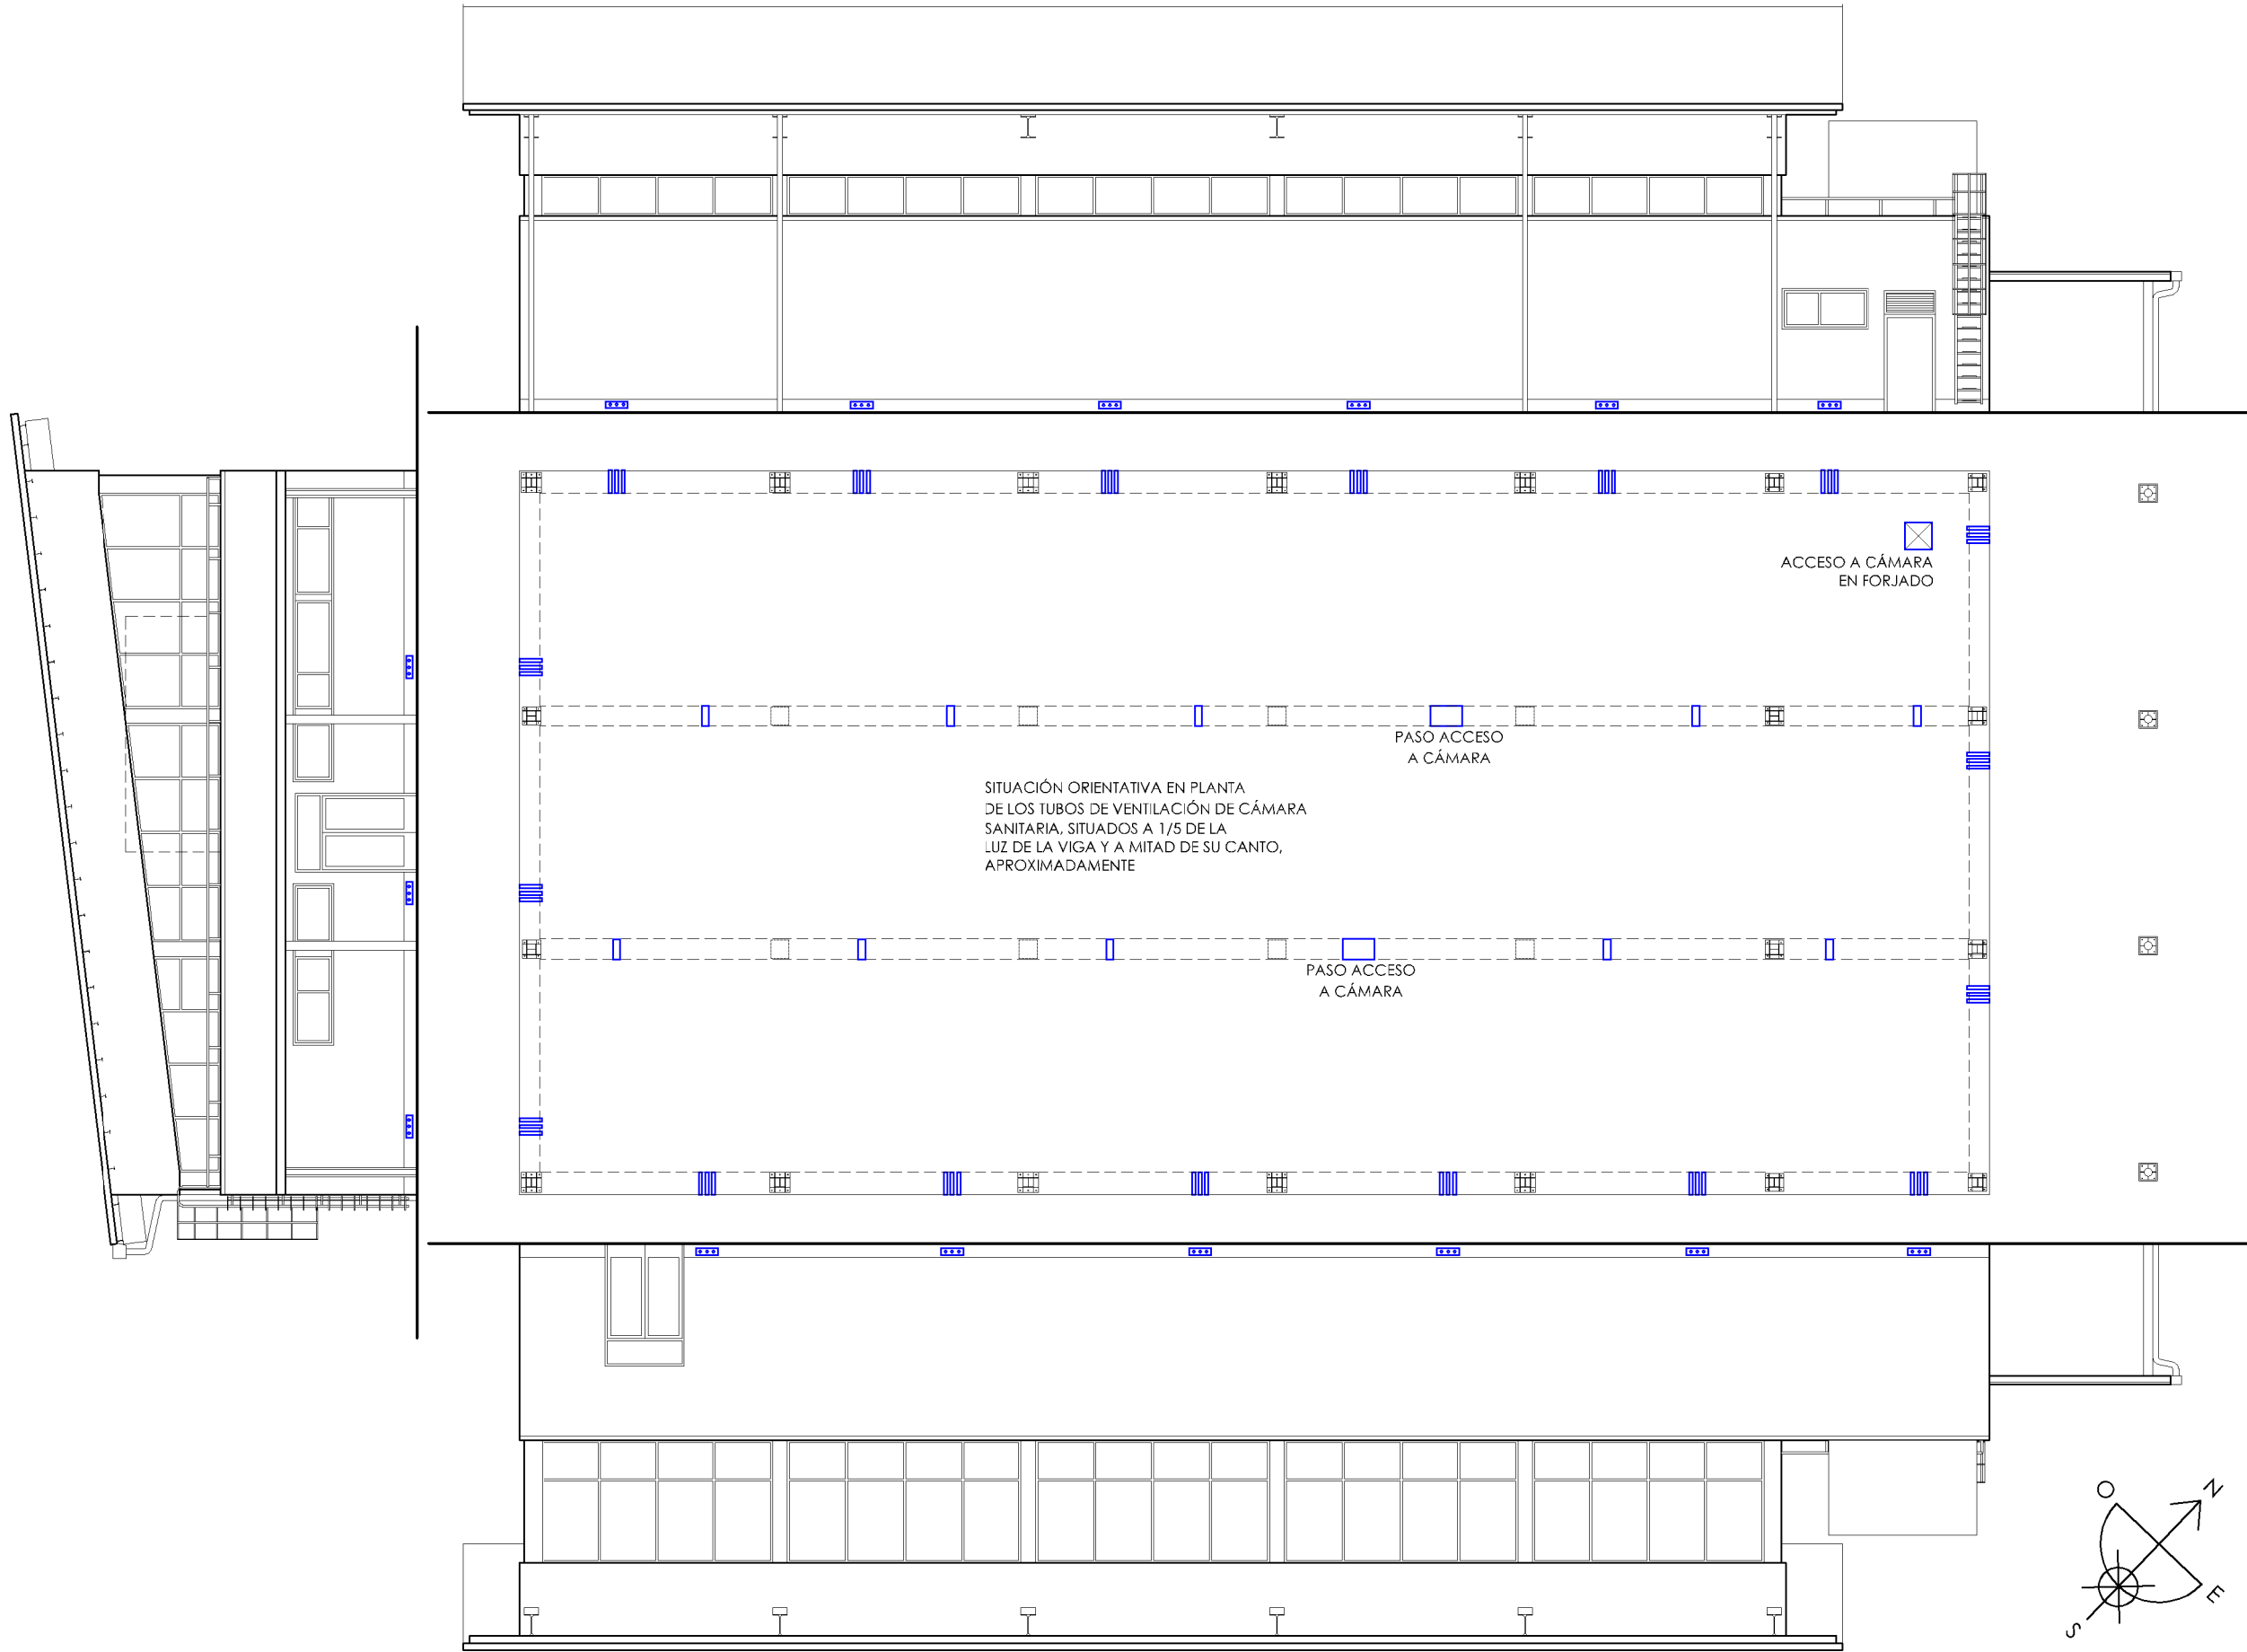 ACCESO A CÁMARA
EN FORJADO
PASO ACCESO
A CÁMARA
SITUACIÓN ORIENTATIVA EN PLANTA
DE LOS TUBOS DE VENTILACIÓN DE CÁMARA
SANITARIA, SITUADOS A 1/5 DE LA
LUZ DE LA VIGA Y A MITAD DE SU CANTO,
APROXIMADAMENTE
PASO ACCESO
A CÁMARA
O
N
E
S